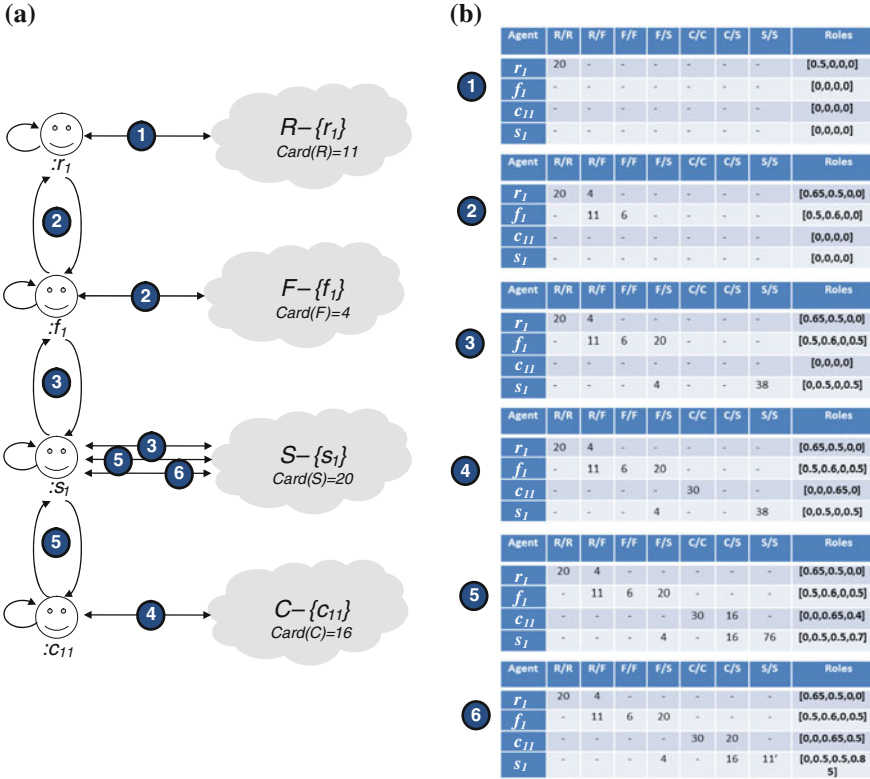 (a)
1
R–{r1}
Card(R)=11
:r1
2
2
F–{f1}
Card(F)=4
:f1
3
3
5
6
S–{s1}
Card(S)=20
:s1
5
4
C–{c11}
Card(C)=16
:c11
(b)
1
Agent R/R R/F F/F F/S C/C C/S S/S Roles
r1 20 - - - - - - [0.5,0,0,0]
f1 - - - - - - - [0,0,0,0]
c11 - - - - - - - [0,0,0,0]
s1 - - - - - - - [0,0,0,0]
2
Agent R/R R/F F/F F/S C/C C/S S/S Roles
r1 20 4 - - - - - [0.65,0.5,0,0]
f1 - 11 6 - - - - [0.5,0.6,0,0]
c11 - - - - - - - [0,0,0,0]
s1 - - - - - - - [0,0,0,0]
3
Agent R/R R/F F/F F/S C/C C/S S/S Roles
r1 20 4 - - - - - [0.65,0.5,0,0]
f1 - 11 6 20 - - - [0.5,0.6,0,0.5]
c11 - - - - - - - [0,0,0,0]
s1 - - - 4 - - 38 [0,0.5,0,0.5]
4
Agent R/R R/F F/F F/S C/C C/S S/S Roles
r1 20 4 - - - - - [0.65,0.5,0,0]
f1 - 11 6 20 - - - [0.5,0.6,0,0.5]
c11 - - - - 30 - - [0,0,0.65,0]
s1 - - - 4 - - 38 [0,0.5,0,0.5]
5
Agent R/R R/F F/F F/S C/C C/S S/S Roles
r1 20 4 - - - - - [0.65,0.5,0,0]
f1 - 11 6 20 - - - [0.5,0.6,0,0.5]
c11 - - - - 30 16 - [0,0,0.65,0.4]
s1 - - - 4 - 16 76 [0,0.5,0.5,0.7]
6
Agent R/R R/F F/F F/S C/C C/S S/S Roles
r1 20 4 - - - - - [0.65,0.5,0,0]
f1 - 11 6 20 - - - [0.5,0.6,0,0.5]
c11 - - - - 30 20 - [0,0,0.65,0.5]
s1 - - - 4 - 16 11' [0,0.5,0.5,0.8
5]